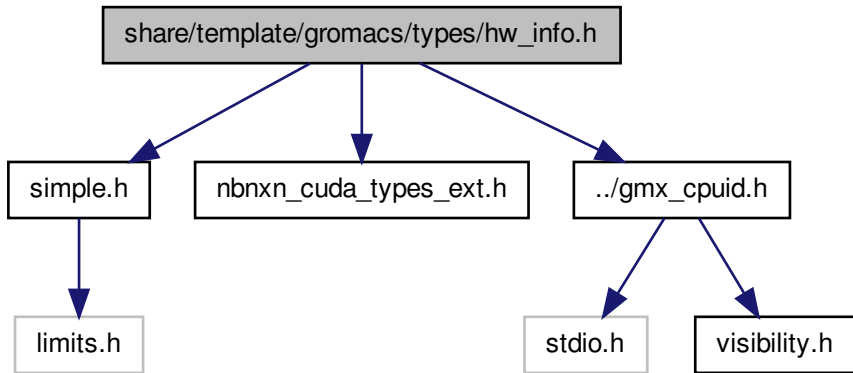 share/template/gromacs/types/hw_info.h
simple.h
nbnxn_cuda_types_ext.h
../gmx_cpuid.h
limits.h
stdio.h
visibility.h